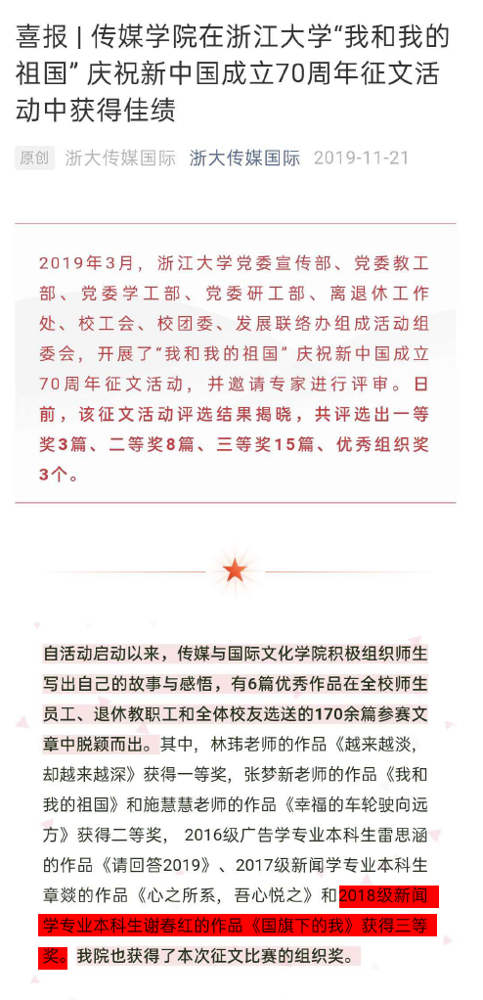 喜报 | 传媒学院在浙江大学“我和我的
祖国” 庆祝新中国成立70周年征文活
动中获得佳绩
原创 浙大传媒国际 浙大传媒国际 2019-11-21
2019年3月，浙江大学党委宣传部、党委教工
部、党委学工部、党委研工部、离退休工作
处、校工会、校团委、发展联络办组成活动组
委会，开展了“我和我的祖国” 庆祝新中国成立
70周年征文活动，并邀请专家进行评审。日
前，该征文活动评选结果揭晓，共评选出一等
奖3篇、二等奖8篇、三等奖15篇、优秀组织奖
3个。
自活动启动以来，传媒与国际文化学院积极组织师生
写出自己的故事与感悟，有6篇优秀作品在全校师生
员工、退休教职工和全体校友选送的170余篇参赛文
章中脱颖而出。其中，林玮老师的作品《越来越淡，
却越来越深》获得一等奖，张梦新老师的作品《我和
我的祖国》和施慧慧老师的作品《幸福的车轮驶向远
方》获得二等奖， 2016级广告学专业本科生雷思涵
的作品《请回答2019》、2017级新闻学专业本科生
章燚的作品《心之所系，吾心悦之》和2018级新闻
学专业本科生谢春红的作品《国旗下的我》获得三等
奖。我院也获得了本次征文比赛的组织奖。